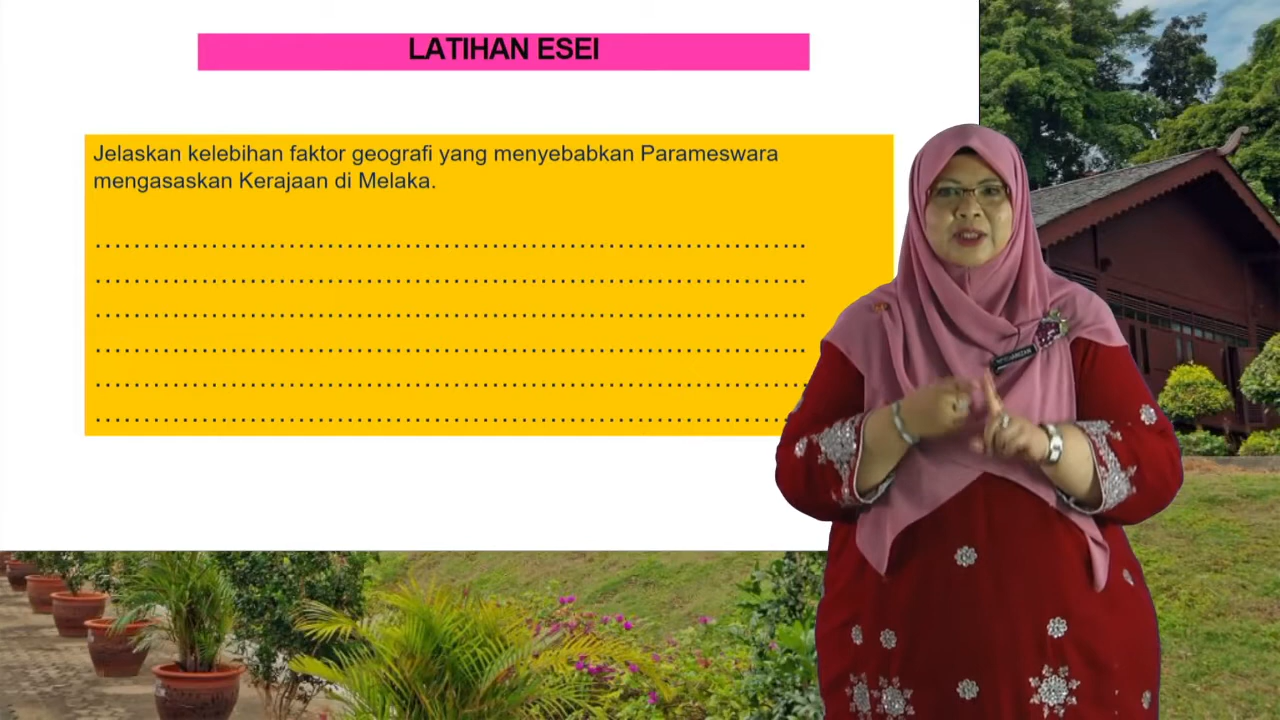 LATIHAN ESEI
Jelaskan kelebihan faktor geografi yang menyebabkan Parameswara
mengasaskan Kerajaan di Melaka.
……………………………………………………………………..
……………………………………………………………………..
……………………………………………………………………..
……………………………………………………………………..
……………………………………………………………………..
……………………………………………………………………..